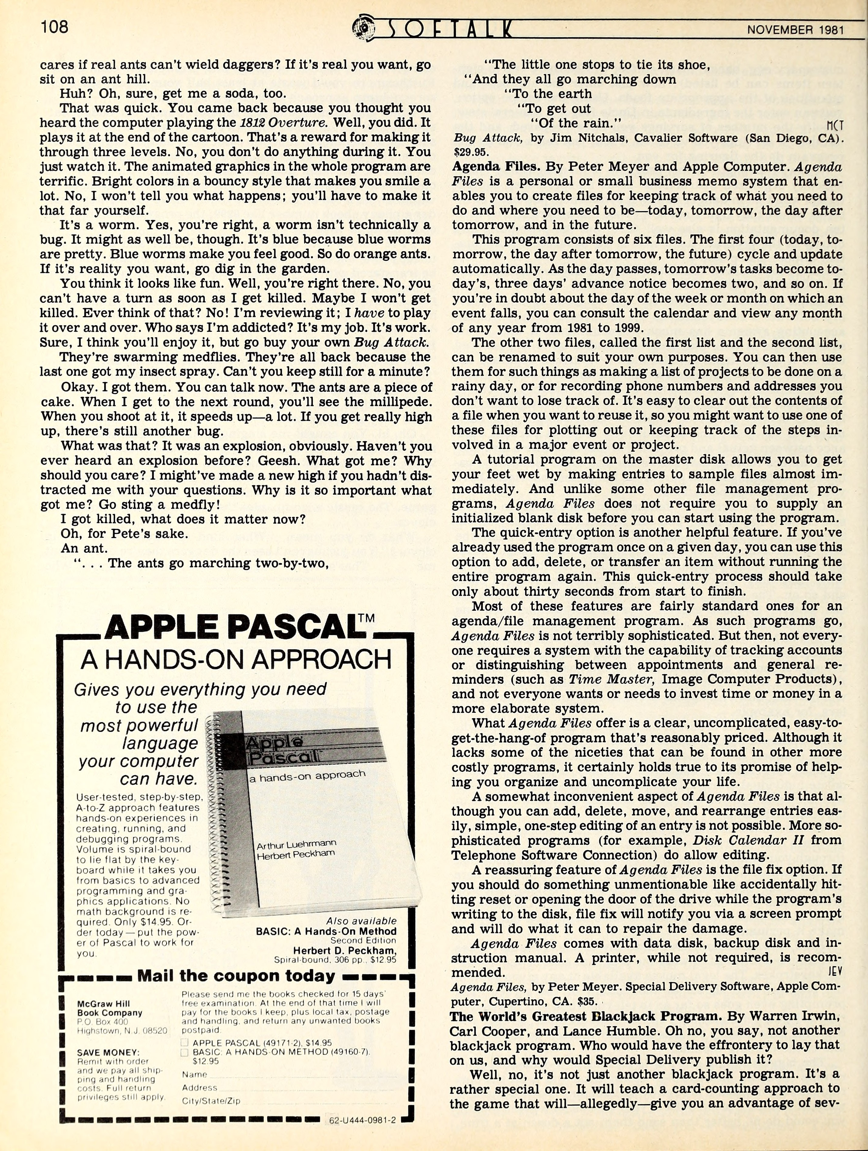 108
SOFTALK
NOVEMBER 1981
cares if real ants can't wield daggers? If it's real you want, go
sit on an ant hill.
Huh? Oh, sure, get me a soda, too.
That was quick. You came back because you thought you
heard the computer playing the 1812 Overture. Well, you did. It
plays it at the end of the cartoon. That's a reward for making it
through three levels. No, you don't do anything during it. You
just watch it. The animated graphics in the whole program are
terrific. Bright colors in a bouncy style that makes you smile a
lot. No, I won't tell you what happens; you'll have to make it
that far yourself.
It's a worm. Yes, you're right, a worm isn't technically a
bug. It might as well be, though. It's blue because blue worms
are pretty. Blue worms make you feel good. So do orange ants.
If it's reality you want, go dig in the garden.
You think it looks like fun. Well, you're right there. No, you
can't have a turn as soon as I get killed. Maybe I won't get
killed. Ever think of that? No! I'm reviewing it; I have to play
it over and over. Who says I'm addicted? It's my job. It's work.
Sure, I think you'll enjoy it, but go buy your own Bug Attack.
They're swarming medflies. They're all back because the
last one got my insect spray. Can't you keep still for a minute?
Okay. I got them. You can talk now. The ants are a piece of
cake. When I get to the next round, you'll see the millipede.
When you shoot at it, it speeds up—a lot. If you get really high
up, there's still another bug.
What was that? It was an explosion, obviously. Haven't you
ever heard an explosion before? Geesh. What got me? Why
should you care? I might've made a new high if you hadn't dis-
tracted me with your questions. Why is it so important what
got me? Go sting a medfly!
I got killed, what does it matter now?
Oh, for Pete's sake.
An ant.
". . . The ants go marching two-by-two,
"The little one stops to tie its shoe,
"And they all go marching down
"To the earth
"To get out
"Of the rain." MCT
Bug Attack, by Jim Nitchals, Cavalier Software (San Diego, CA).
$29.95.
Agenda Files. By Peter Meyer and Apple Computer. Agenda
Files is a personal or small business memo system that en-
ables you to create files for keeping track of what you need to
do and where you need to be—today, tomorrow, the day after
tomorrow, and in the future.
This program consists of six files. The first four (today, to-
morrow, the day after tomorrow, the future) cycle and update
automatically. As the day passes, tomorrow's tasks become to-
day's, three days' advance notice becomes two, and so on. If
you're in doubt about the day of the week or month on which an
event falls, you can consult the calendar and view any month
of any year from 1981 to 1999.
The other two files, called the first list and the second list,
can be renamed to suit your own purposes. You can then use
them for such things as making a list of projects to be done on a
rainy day, or for recording phone numbers and addresses you
don't want to lose track of. It's easy to clear out the contents of
a file when you want to reuse it, so you might want to use one of
these files for plotting out or keeping track of the steps in-
volved in a major event or project.
A tutorial program on the master disk allows you to get
your feet wet by making entries to sample files almost im-
mediately. And unlike some other file management pro-
grams, Agenda Files does not require you to supply an
initialized blank disk before you can start using the program.
The quick-entry option is another helpful feature. If you've
already used the program once on a given day, you can use this
option to add, delete, or transfer an item without running the
entire program again. This quick-entry process should take
only about thirty seconds from start to finish.
Most of these features are fairly standard ones for an
agenda/file management program. As such programs go,
Agenda Files is not terribly sophisticated. But then, not every-
one requires a system with the capability of tracking accounts
or distinguishing between appointments and general re-
minders (such as Time Master, Image Computer Products),
and not everyone wants or needs to invest time or money in a
more elaborate system.
What Agenda Files offer is a clear, uncomplicated, easy-to-
get-the-hang-of program that's reasonably priced. Although it
lacks some of the niceties that can be found in other more
costly programs, it certainly holds true to its promise of help-
ing you organize and uncomplicate your life.
A somewhat inconvenient aspect of Agenda Files is that al-
though you can add, delete, move, and rearrange entries eas-
ily, simple, one-step editing of an entry is not possible. More so-
phisticated programs (for example, Disk Calendar II from
Telephone Software Connection) do allow editing.
A reassuring feature of Agenda Files is the file fix option. If
you should do something unmentionable like accidentally hit-
ting reset or opening the door of the drive while the program's
writing to the disk, file fix will notify you via a screen prompt
and will do what it can to repair the damage.
Agenda Files comes with data disk, backup disk and in-
struction manual. A printer, while not required, is recom-
mended. JEV
Agenda Files, by Peter Meyer. Special Delivery Software, Apple Com-
puter, Cupertino, CA. $35.
The World's Greatest Blackjack Program. By Warren Irwin,
Carl Cooper, and Lance Humble. Oh no, you say, not another
blackjack program. Who would have the effrontery to lay that
on us, and why would Special Delivery publish it?
Well, no, it's not just another blackjack program. It's a
rather special one. It will teach a card-counting approach to
the game that will—allegedly—give you an advantage of sev-
APPLE PASCAL™
A HANDS-ON APPROACH
Gives you everything you need
to use the
most powerful
language
your computer
can have.
User-tested, step-by-step,
A-to-Z approach features
hands-on experiences in
creating, running, and
debugging programs.
Volume is spiral-bound
to lie flat by the key-
board while it takes you
from basics to advanced
programming and gra-
phics applications. No
math background is re-
quired. Only $14.95. Or-
der today—put the pow-
er of Pascal to work for
you.
Apple
Pascal
a hands-on approach
Arthur Luehrmann
Herbert Peckham
Also available
BASIC: A Hands-On Method
Second Edition
Herbert D. Peckham,
Spiral-bound, 306 pp., $12.95
Mail the coupon today
McGraw Hill
Book Company
P.O. Box 400
Hightstown, N.J. 08520
SAVE MONEY:
Remit with order
and we pay all ship-
ping and handling
costs. Full return
privileges still apply.
Please send me the books checked for 15 days'
free examination. At the end of that time I will
pay for the books I keep, plus local tax, postage
and handling, and return any unwanted books
postpaid.
APPLE PASCAL (49171-2), $14.95
BASIC: A HANDS-ON METHOD (49160-7).
$12.95
Name
Address
City/State/Zip
62-U444-0981-2